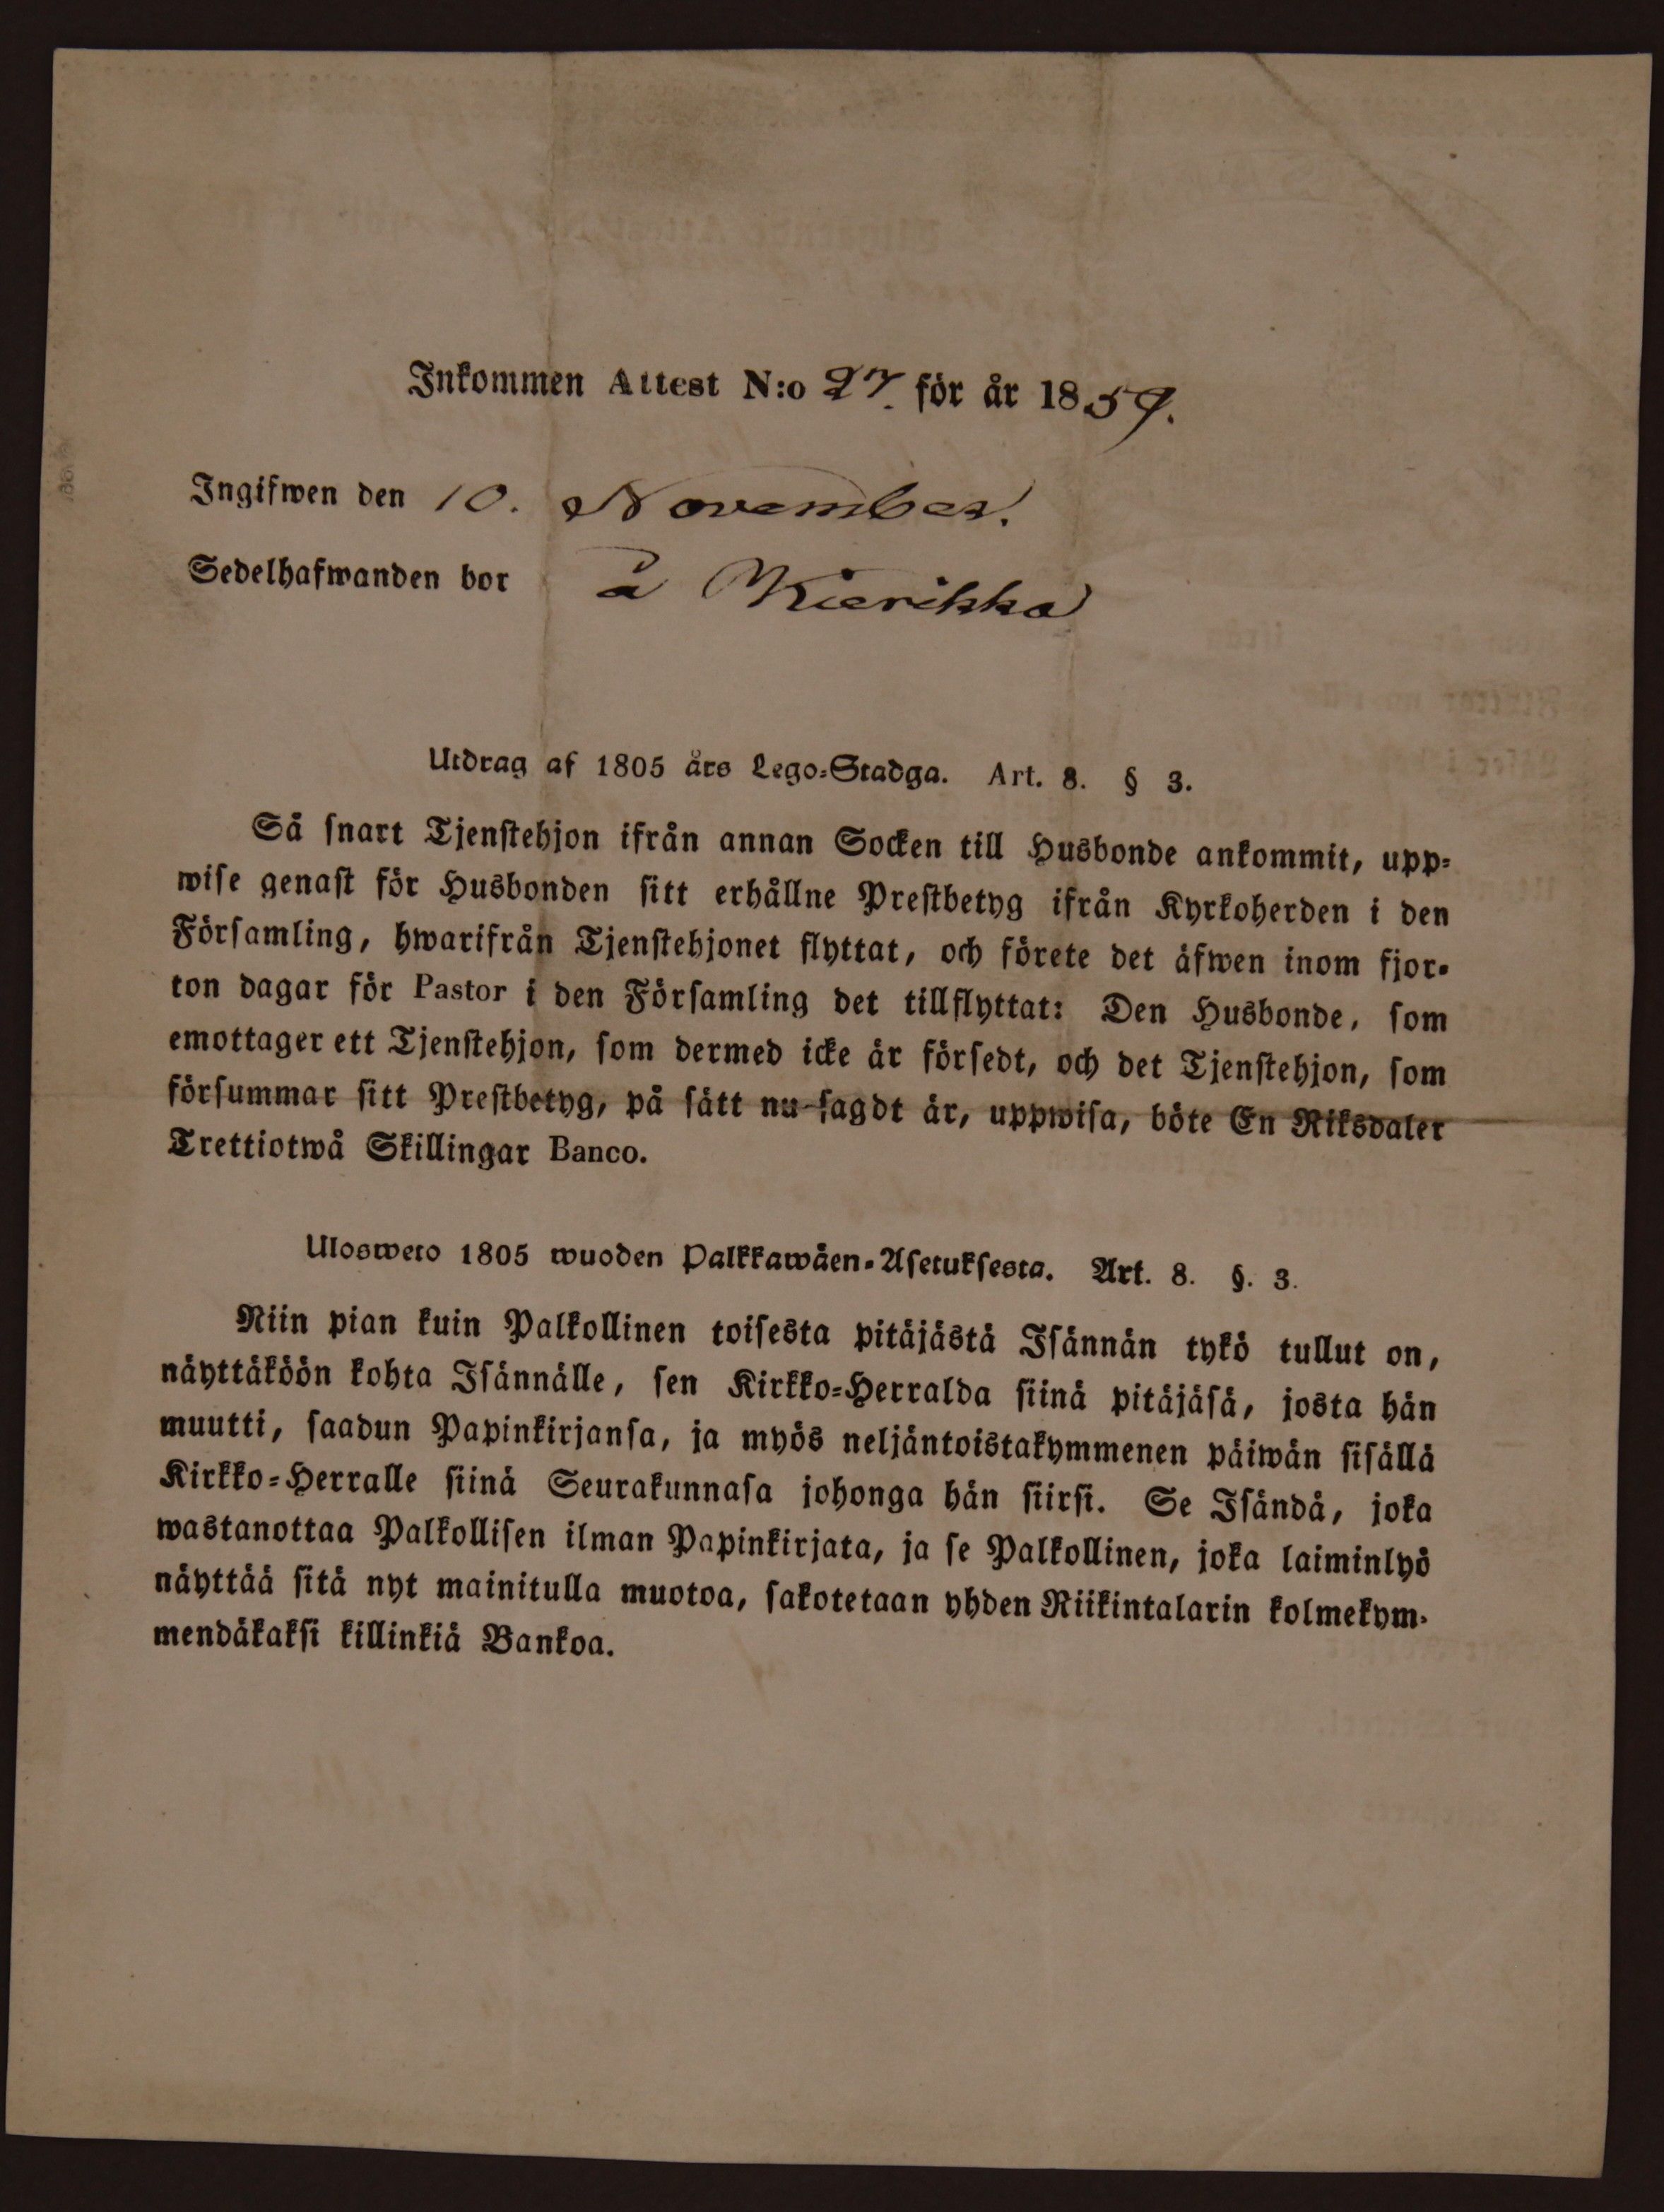 Inkommen Attest N:o 27. för år 1859.
Ingifwen den 10. November.
Sedelhafwanden bor å Kierikka
Utdrag af 1805 års Lego-Stadga. Art. 8. § 3.
Så snart Tjenstehjon ifrån annan Socken till Husbonde ankommit, upp-
wise genast för Husbonden sitt erhållne Prestbetyg ifrån Kyrkoherden i den
Församling, hwarifrån Tjenstehjonet flyttat, och förete det äfwen inom fjor-
ton dagar för Pastor i den Församling det tillflyttat: Den Husbonde, som
emottager ett Tjenstehjon, som dermed icke är försedt, och det Tjenstehjon, som
försummar sitt Prestbetyg, på sätt nu sagdt är, uppwisa, böte En Riksdaler
Trettiotwå Skillingar Banco.
Ulosweto 1805 wuoden Palkkawäen-Asetuksesta. Art. 8. §. 3.
Niin pian kuin Palkollinen toisesta pitäjästä Isännän tykö tullut on,
näyttäköön kohta Isännälle, sen Kirkko-Herralda siinä pitäjäsä, josta hän
muutti, saadun Papinkirjansa, ja myös neljäntoistakymmenen päiwän sisällä
Kirkko-Herralle siinä Seurakunnasa johonga hän siirsi. Se Isändä, joka
wastanottaa Palkollisen ilman Papinkirjata, ja se Palkollinen, joka laiminlyö
näyttää sitä nyt mainitulla muotoa, sakotetaan yhden Riikintalarin kolmekym-
mendäkaksi killinkiä Bankoa.